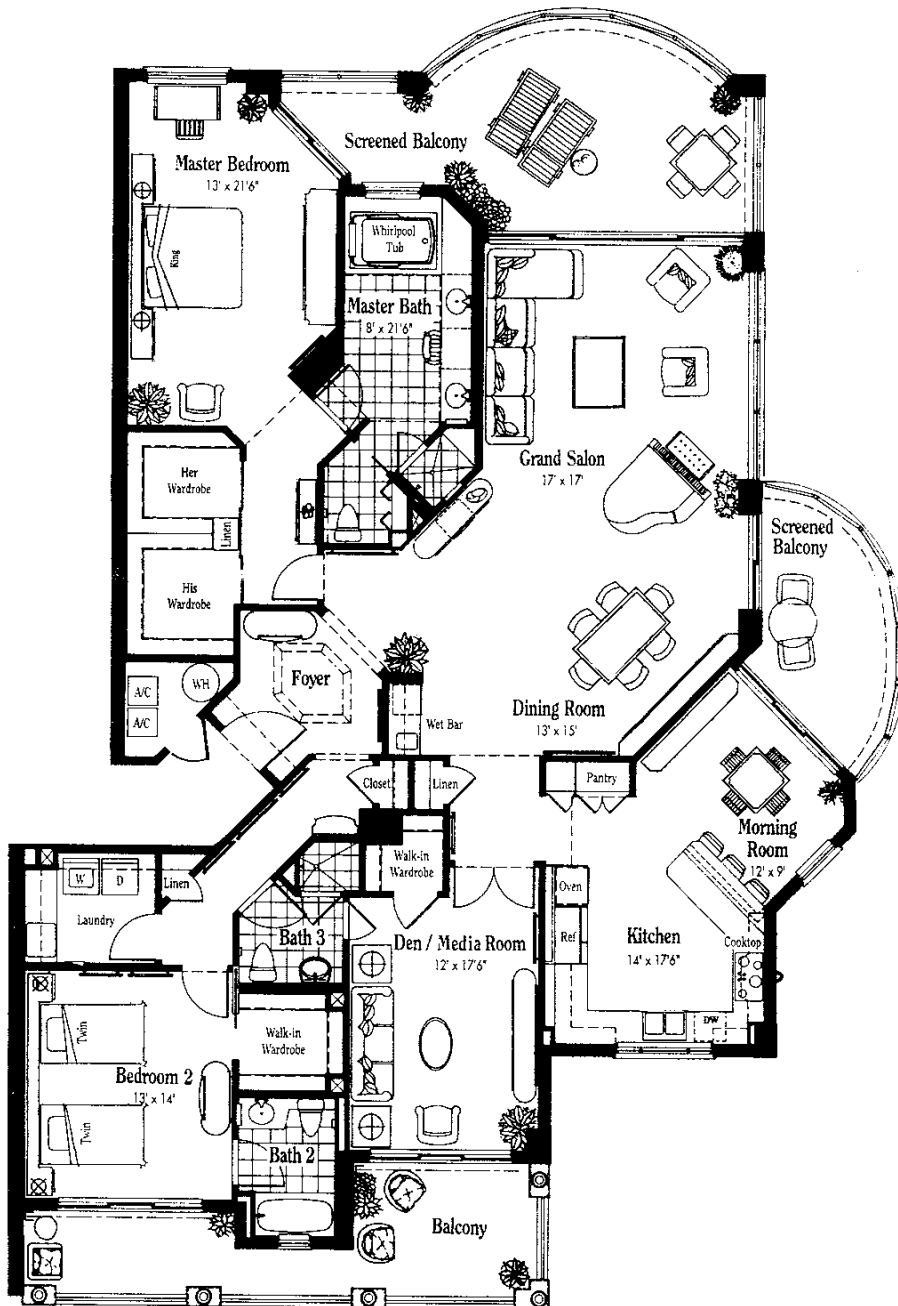 Screened Balcony
Master Bedroom
13' x 21'6"
King
Whirlpool
Tub
Master Bath
8' x 21'6"
Grand Salon
17' x 17'
Her
Wardrobe
Linen
His
Wardrobe
Screened
Balcony
A/C
A/C
WH
Foyer
Wet Bar
Dining Room
13' x 15'
Closet
Linen
Pantry
Morning
Room
12' x 9'
Walk-in
Wardrobe
W
D
Linen
Laundry
Oven
Ref
Bath 3
Den / Media Room
12' x 17'6"
Kitchen
14' x 17'6"
Cooktop
DW
Twin
Walk-in
Wardrobe
Bedroom 2
13' x 14'
Twin
Bath 2
Balcony